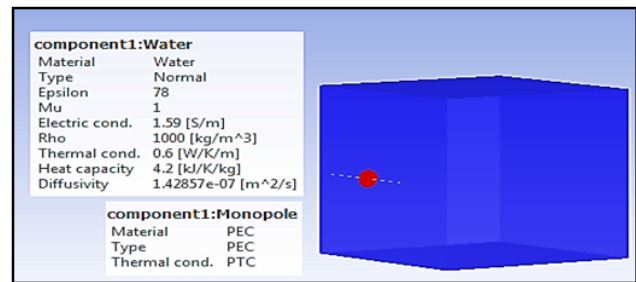 component1:Water
Material Water
Type Normal
Epsilon 78
Mu 1
Electric cond. 1.59 [S/m]
Rho 1000 [kg/m^3]
Thermal cond. 0.6 [W/K/m]
Heat capacity 4.2 [kJ/K/kg]
Diffusivity 1.42857e-07 [m^2/s]
component1:Monopole
Material PEC
Type PEC
Thermal cond. PTC